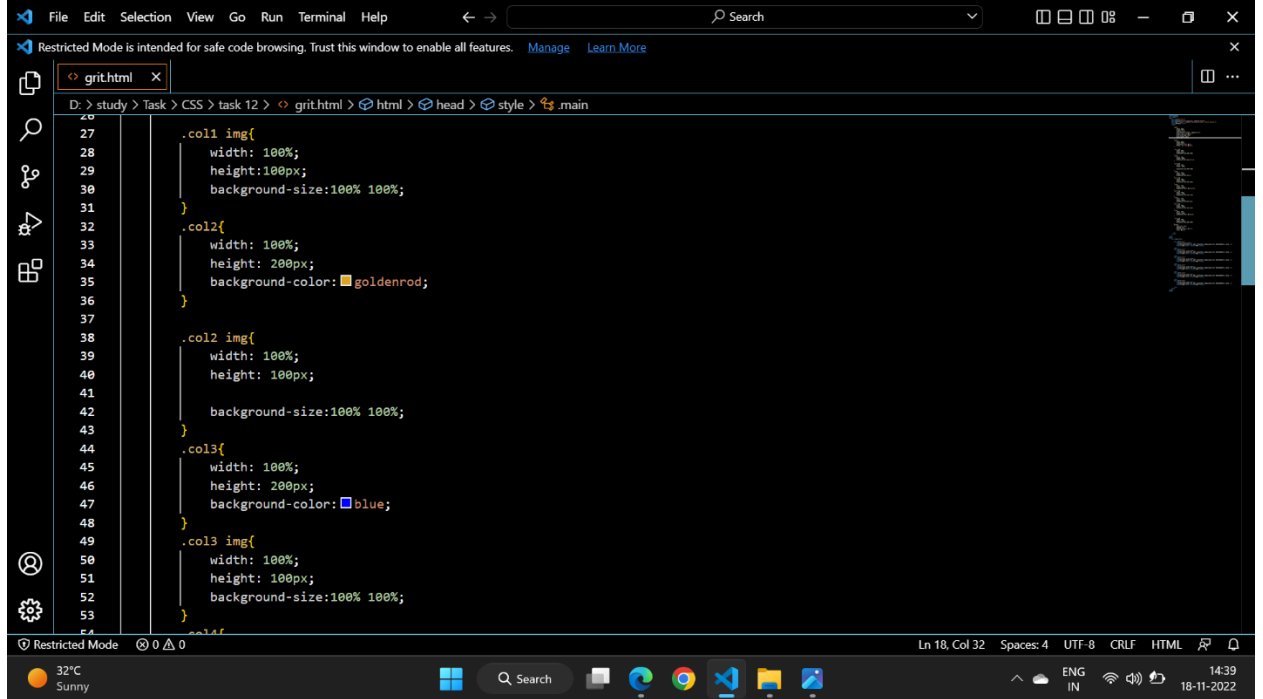 File Edit Selection View Go Run Terminal Help Search
Restricted Mode is intended for safe code browsing. Trust this window to enable all features. Manage Learn More
grit.html
D: > study > Task > CSS > task 12 > grit.html > html > head > style > .main
26
27 .col1 img{
28 width: 100%;
29 height:100px;
30 background-size:100% 100%;
31 }
32 .col2{
33 width: 100%;
34 height: 200px;
35 background-color: goldenrod;
36 }
37
38 .col2 img{
39 width: 100%;
40 height: 100px;
41
42 background-size:100% 100%;
43 }
44 .col3{
45 width: 100%;
46 height: 200px;
47 background-color: blue;
48 }
49 .col3 img{
50 width: 100%;
51 height: 100px;
52 background-size:100% 100%;
53 }
54 .col4{
Restricted Mode 0 0 Ln 18, Col 32 Spaces: 4 UTF-8 CRLF HTML
32°C
Sunny
Search
ENG
IN
14:39
18-11-2022